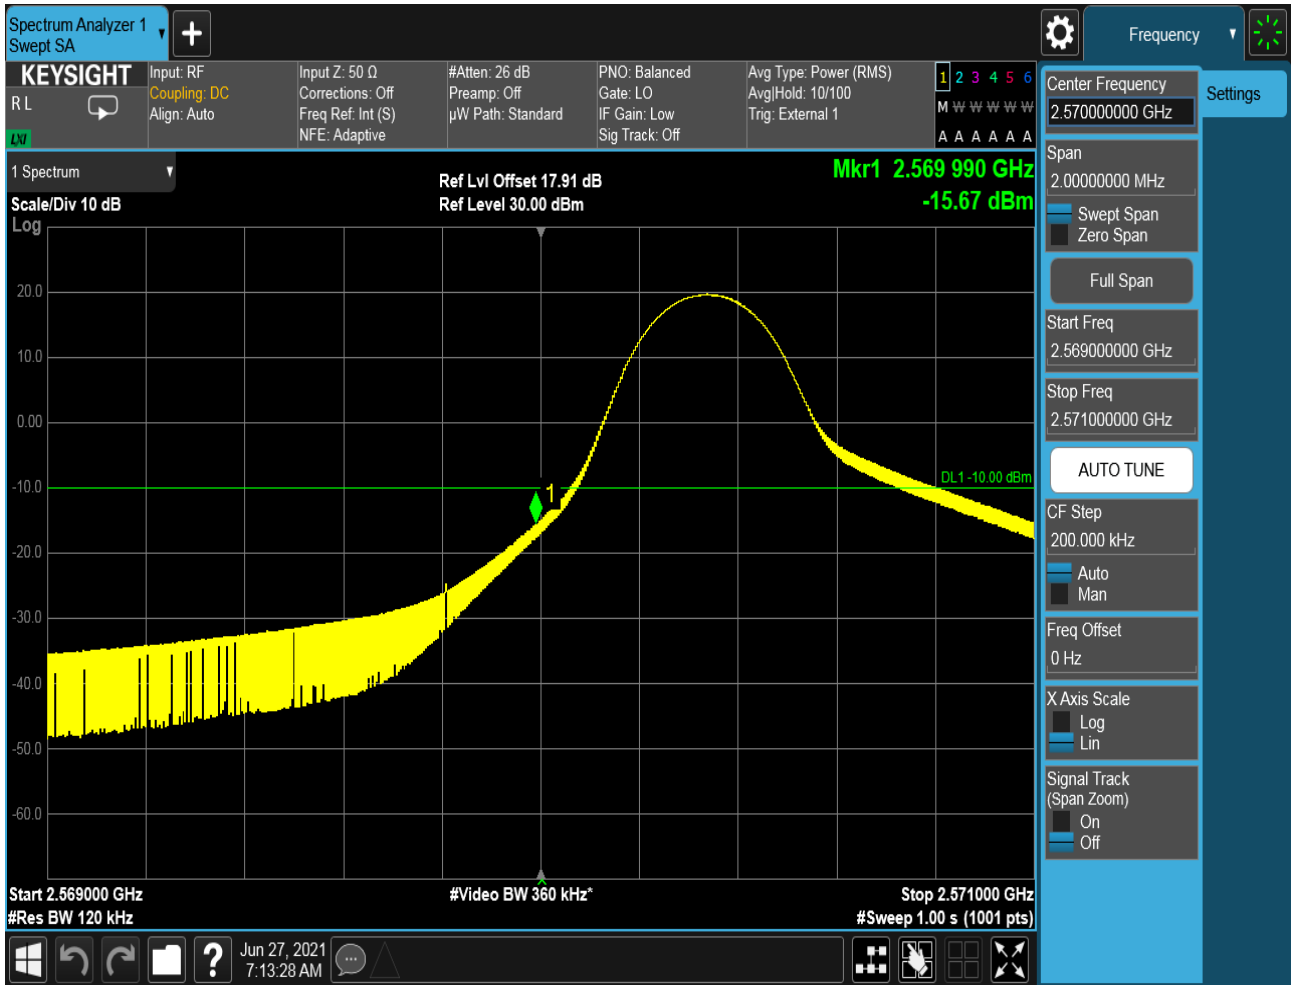 Spectrum Analyzer 1
Swept SA
Frequency
KEYSIGHT
R L
LXI
Input: RF
Coupling: DC
Align: Auto
Input Z: 50 Ω
Corrections: Off
Freq Ref: Int (S)
NFE: Adaptive
#Atten: 26 dB
Preamp: Off
µW Path: Standard
PNO: Balanced
Gate: LO
IF Gain: Low
Sig Track: Off
Avg Type: Power (RMS)
Avg|Hold: 10/100
Trig: External 1
1 2 3 4 5 6
M W W W W W
A A A A A A
1 Spectrum
Scale/Div 10 dB
Log
Ref Lvl Offset 17.91 dB
Ref Level 30.00 dBm
Mkr1 2.569 990 GHz
-15.67 dBm
20.0
10.0
0.00
-10.0
-20.0
-30.0
-40.0
-50.0
-60.0
1
DL1 -10.00 dBm
Start 2.569000 GHz
#Res BW 120 kHz
#Video BW 360 kHz*
Stop 2.571000 GHz
#Sweep 1.00 s (1001 pts)
Jun 27, 2021
7:13:28 AM
?
Center Frequency
2.570000000 GHz
Span
2.00000000 MHz
Swept Span
Zero Span
Full Span
Start Freq
2.569000000 GHz
Stop Freq
2.571000000 GHz
AUTO TUNE
CF Step
200.000 kHz
Auto
Man
Freq Offset
0 Hz
X Axis Scale
Log
Lin
Signal Track
(Span Zoom)
On
Off
Settings